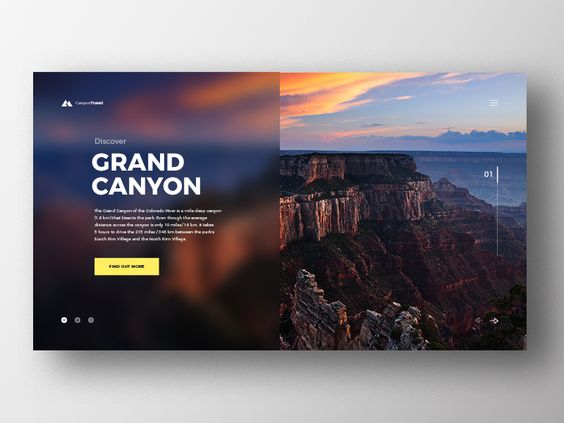 CanyonTravel
Discover
GRAND
CANYON
The Grand Canyon of the Colorado River is a mile-deep canyon
(1.6 km) that bisects the park. Even though the average
distance across the canyon is only 10 miles / 16 km, it takes
5 hours to drive the 215 miles / 346 km between the park's
South Rim Village and the North Rim Village.
FIND OUT MORE
01